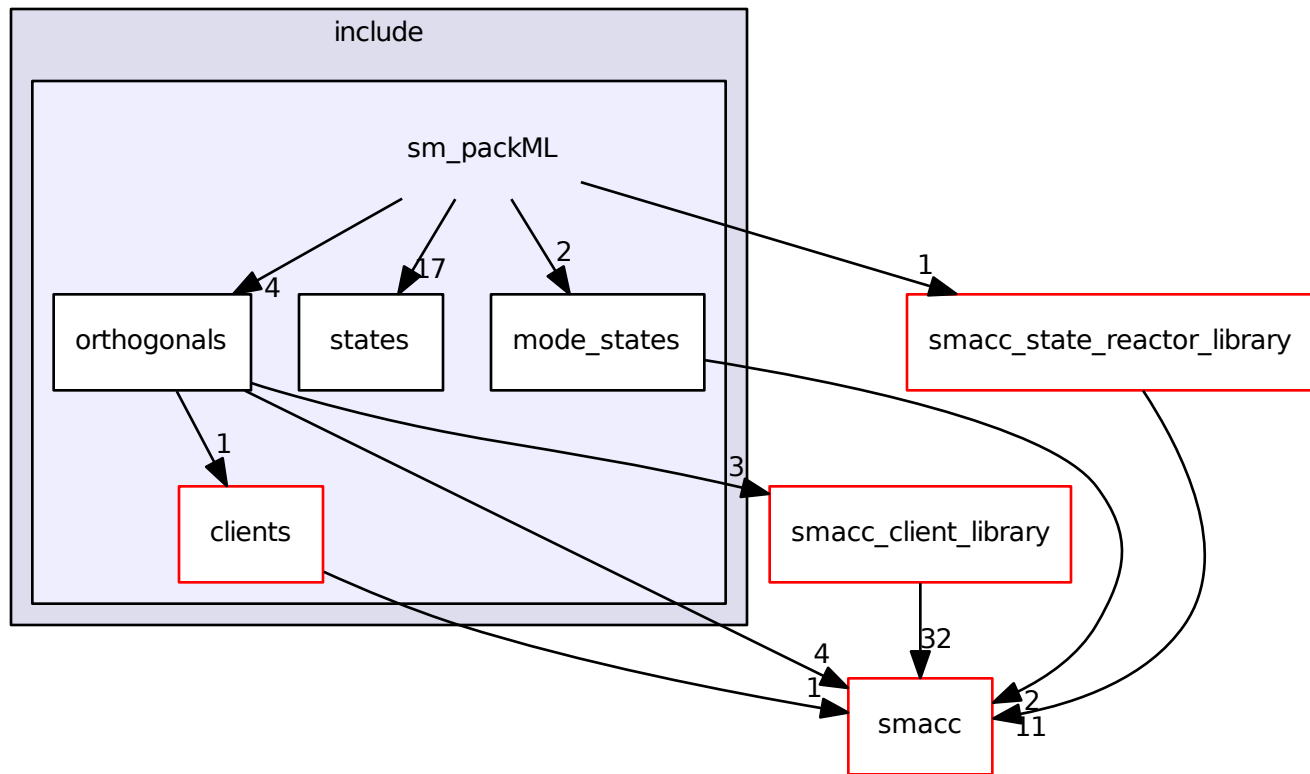 include
sm_packML
4
17
2
1
orthogonals
states
mode_states
smacc_state_reactor_library
1
3
clients
smacc_client_library
4
1
32
2
11
smacc